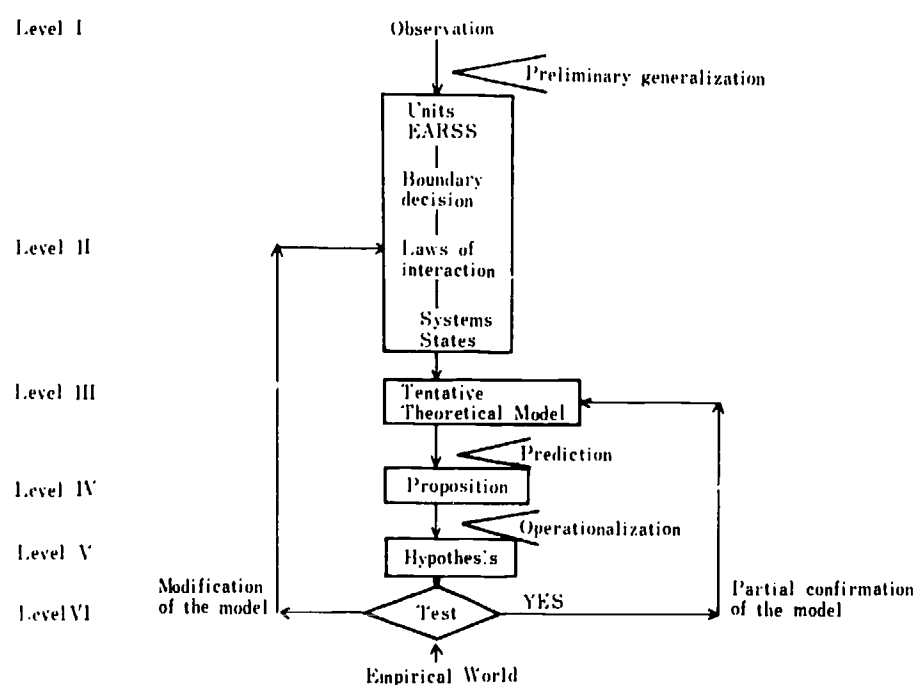 Level I
Observation
Preliminary generalization
Units
EARSS
Boundary
decision
Level II
Laws of
interaction
Systems
States
Level III
Tentative
Theoretical Model
Prediction
Level IV
Proposition
Operationalization
Level V
Hypothes.s
Modification
of the model
Partial confirmation
of the model
Level VI
Test
YES
Empirical World